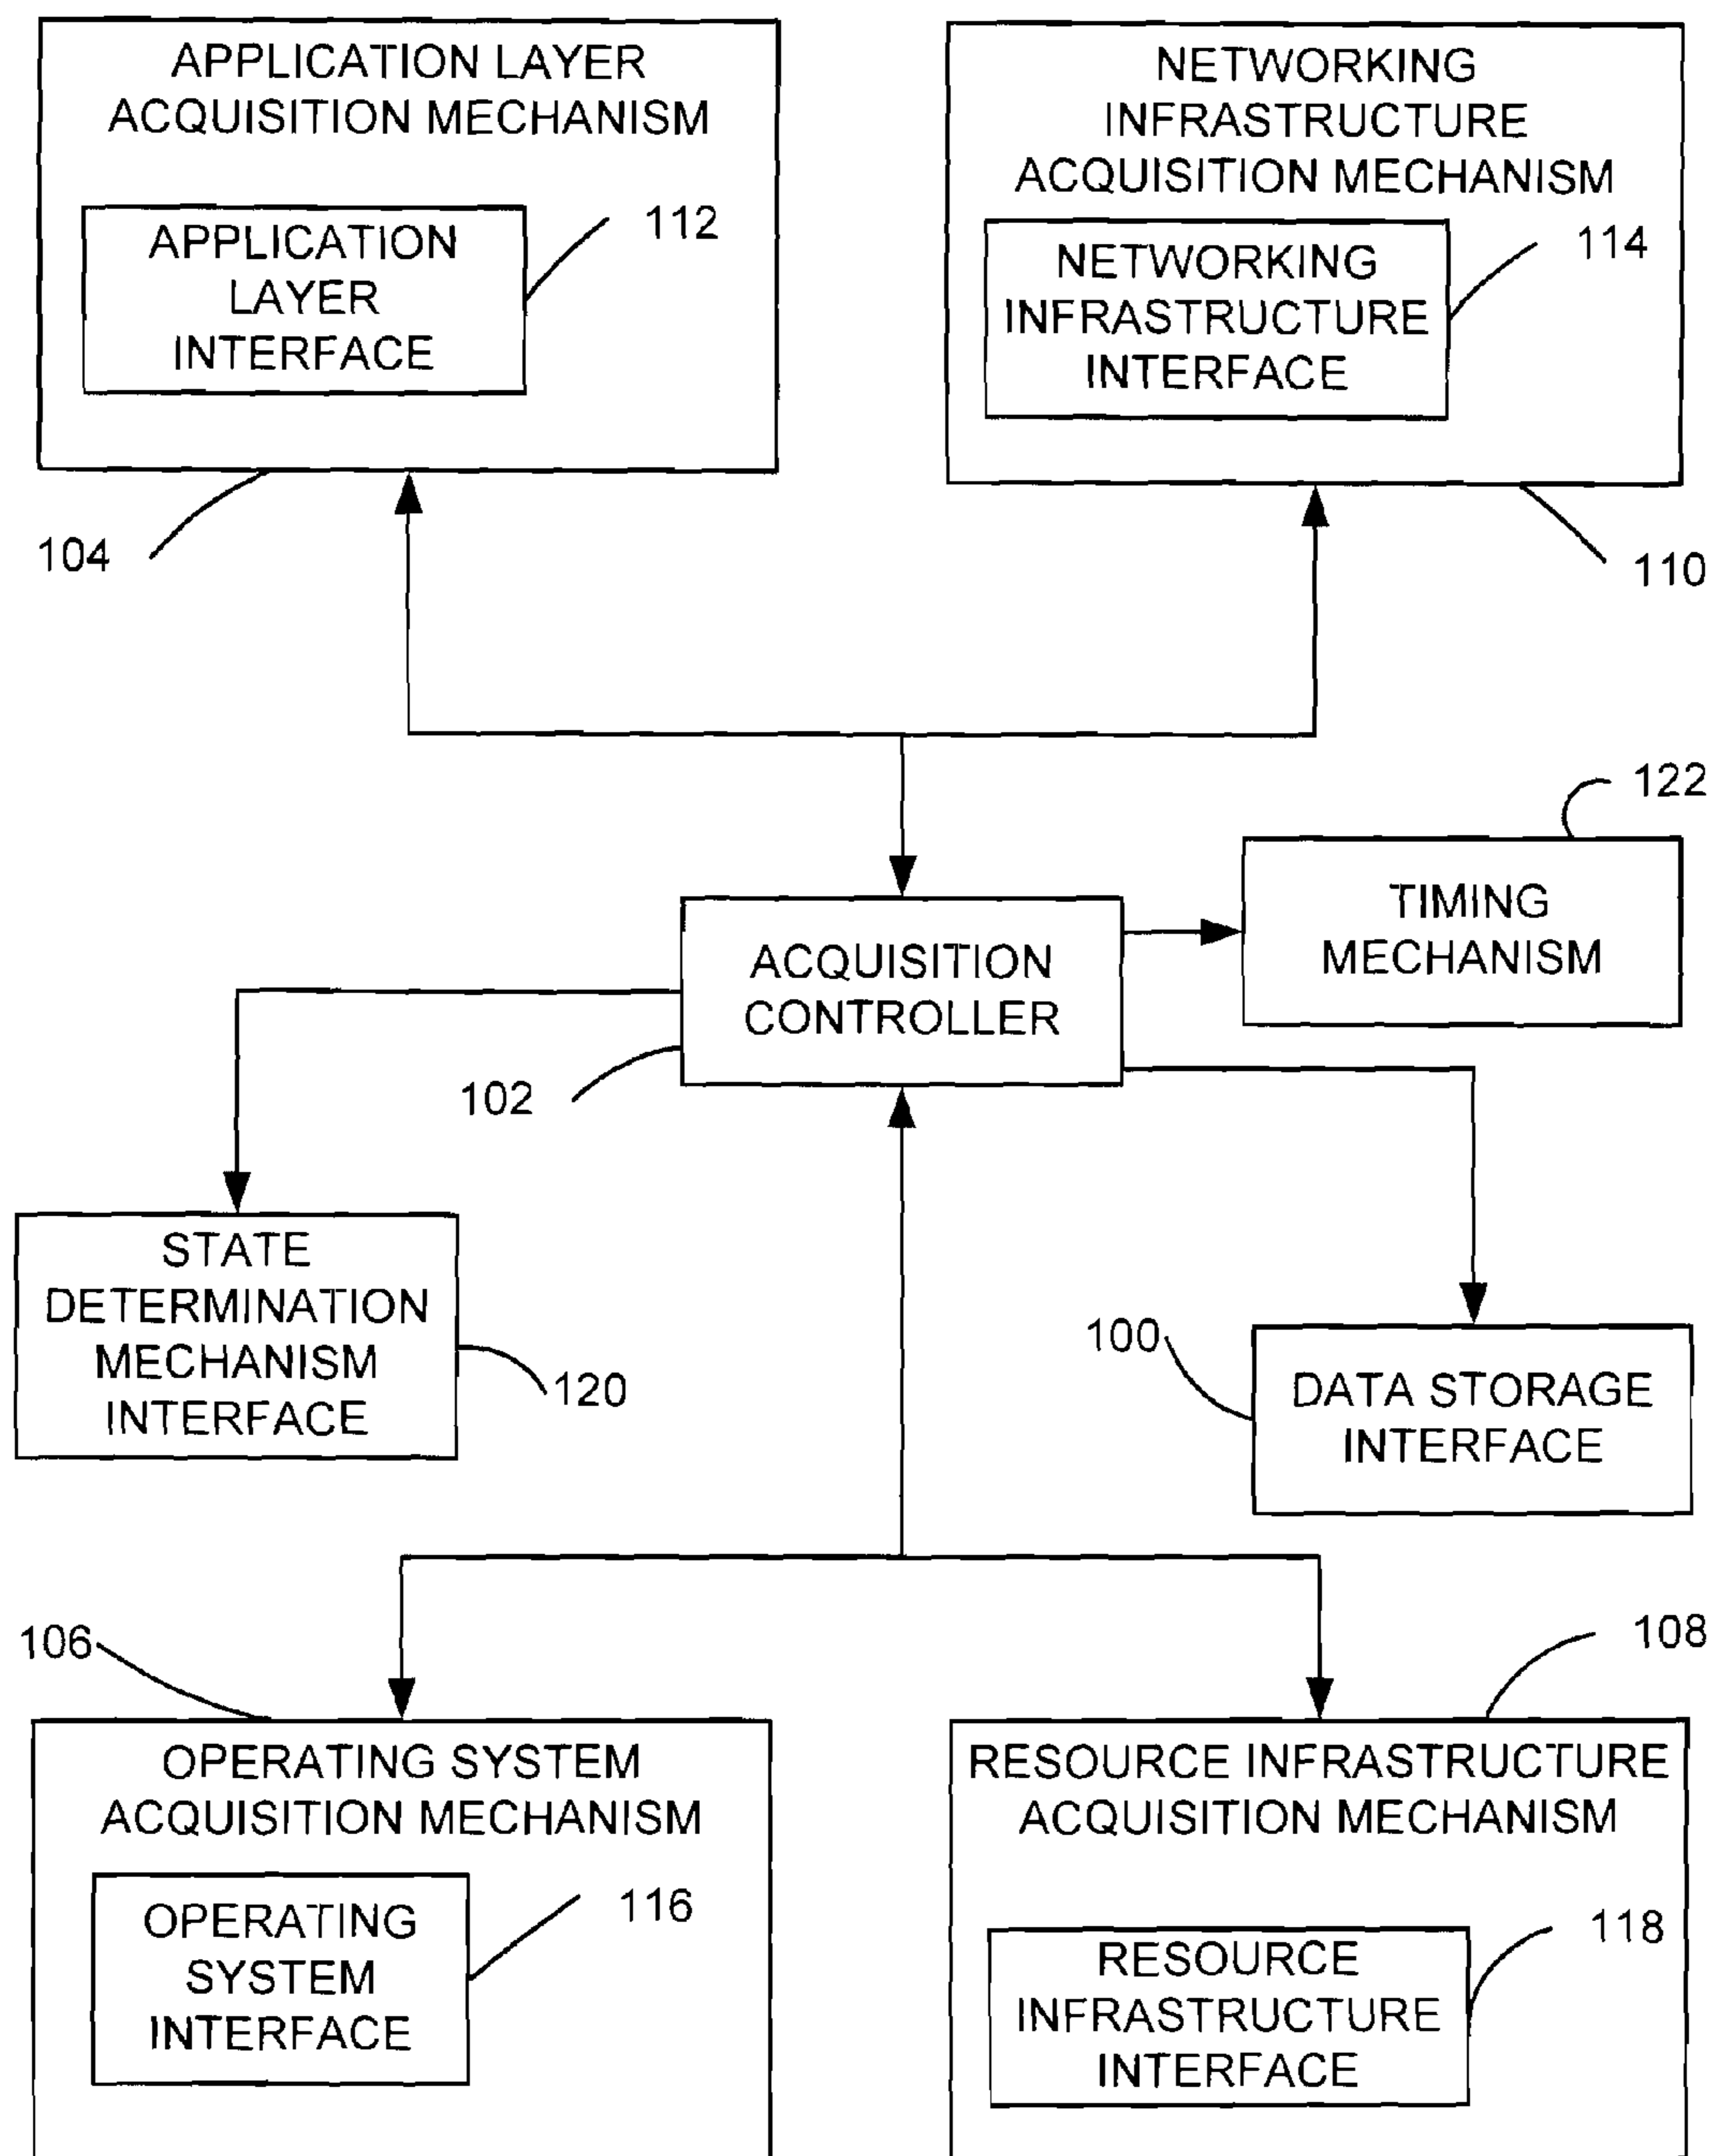 APPLICATION LAYER
ACQUISITION MECHANISM
APPLICATION
LAYER
INTERFACE
112
104
NETWORKING
INFRASTRUCTURE
ACQUISITION MECHANISM
NETWORKING
INFRASTRUCTURE
INTERFACE
114
110
122
TIMING
MECHANISM
ACQUISITION
CONTROLLER
102
STATE
DETERMINATION
MECHANISM
INTERFACE
120
100
DATA STORAGE
INTERFACE
106
OPERATING SYSTEM
ACQUISITION MECHANISM
OPERATING
SYSTEM
INTERFACE
116
108
RESOURCE INFRASTRUCTURE
ACQUISITION MECHANISM
RESOURCE
INFRASTRUCTURE
INTERFACE
118